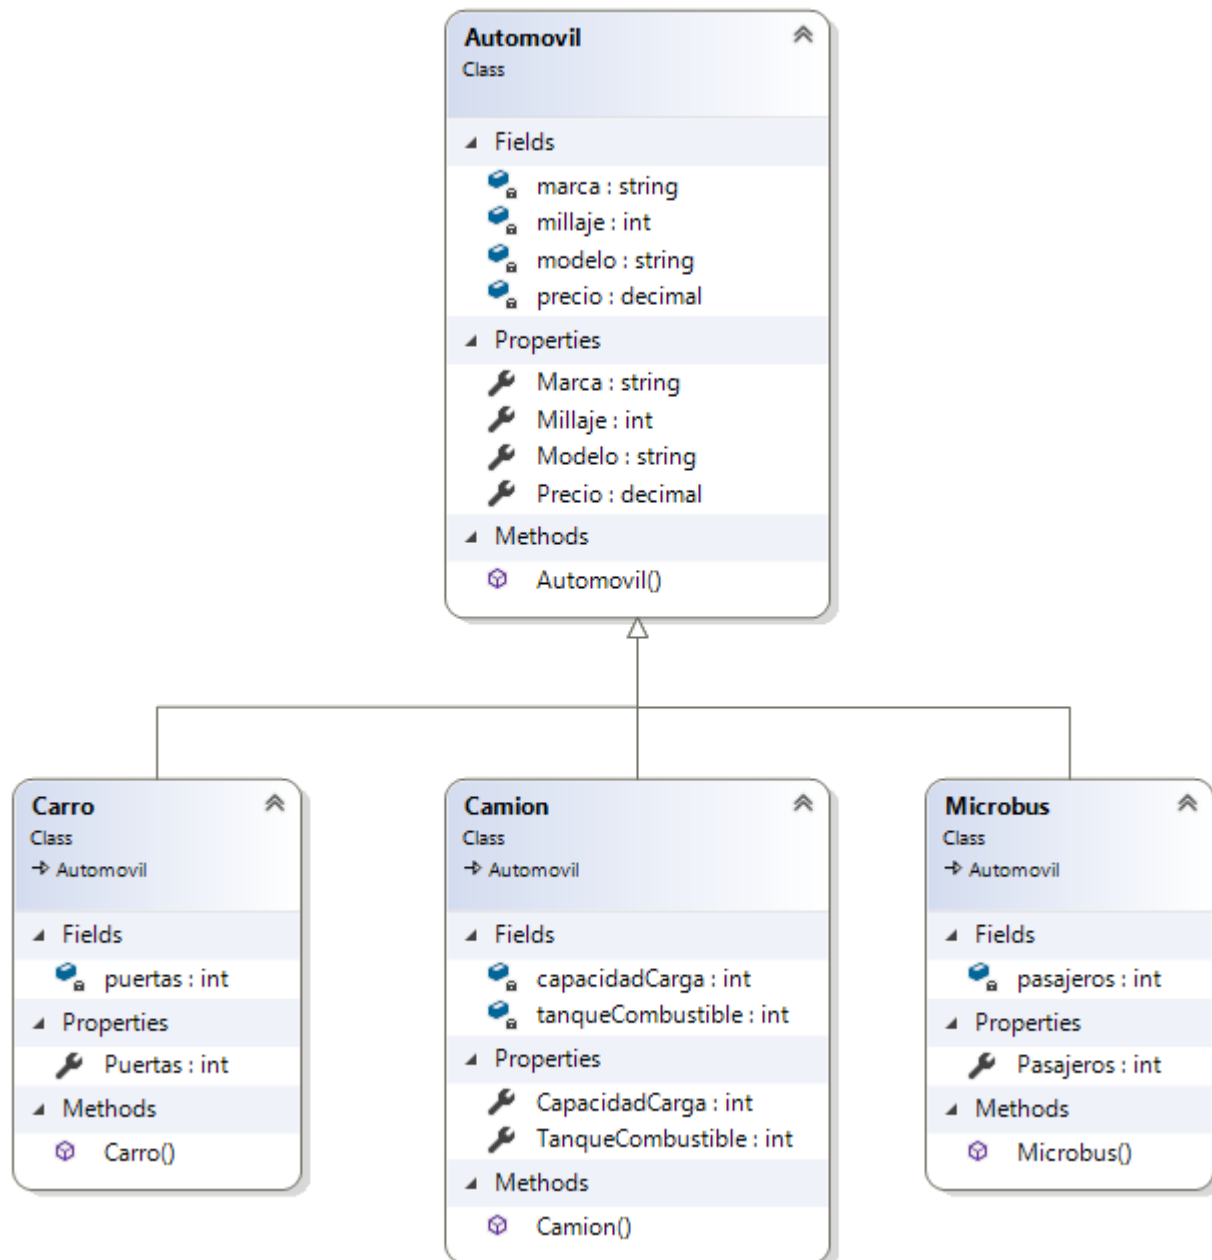 Automovil
Class
Fields
marca : string
millaje : int
modelo : string
precio : decimal
Properties
Marca : string
Millaje : int
Modelo : string
Precio : decimal
Methods
Automovil()
Carro
Class
Automovil
Fields
puertas : int
Properties
Puertas : int
Methods
Carro()
Camion
Class
Automovil
Fields
capacidadCarga : int
tanqueCombustible : int
Properties
CapacidadCarga : int
TanqueCombustible : int
Methods
Camion()
Microbus
Class
Automovil
Fields
pasajeros : int
Properties
Pasajeros : int
Methods
Microbus()